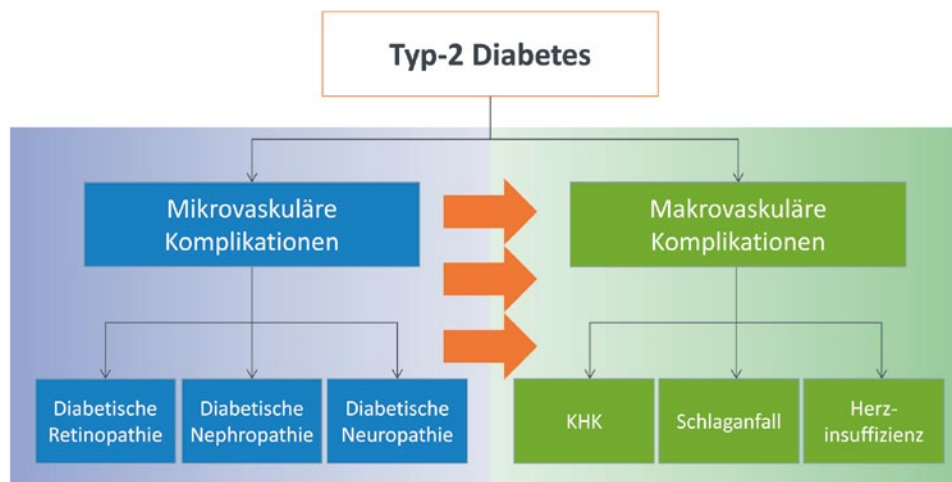 Typ-2 Diabetes
Mikrovaskuläre
Komplikationen
Makrovaskuläre
Komplikationen
Diabetische
Retinopathie
Diabetische
Nephropathie
Diabetische
Neuropathie
KHK
Schlaganfall
Herz-
insuffizienz